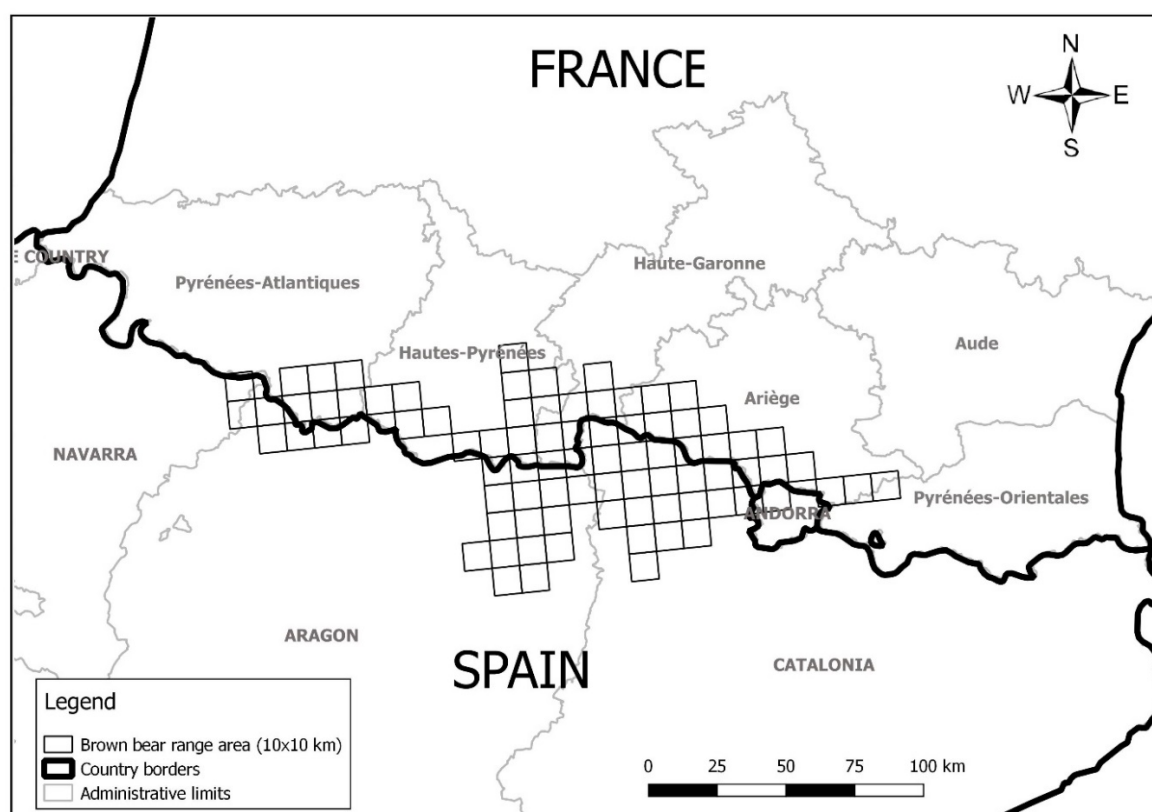 FRANCE
N
W E
S
E COUNTRY
Pyrénées-Atlantiques
Haute-Garonne
Hautes-Pyrénées
Aude
Ariège
NAVARRA
Pyrénées-Orientales
ANDORRA
ARAGON
SPAIN
CATALONIA
Legend
Brown bear range area (10x10 km)
Country borders
Administrative limits
0 25 50 75 100 km